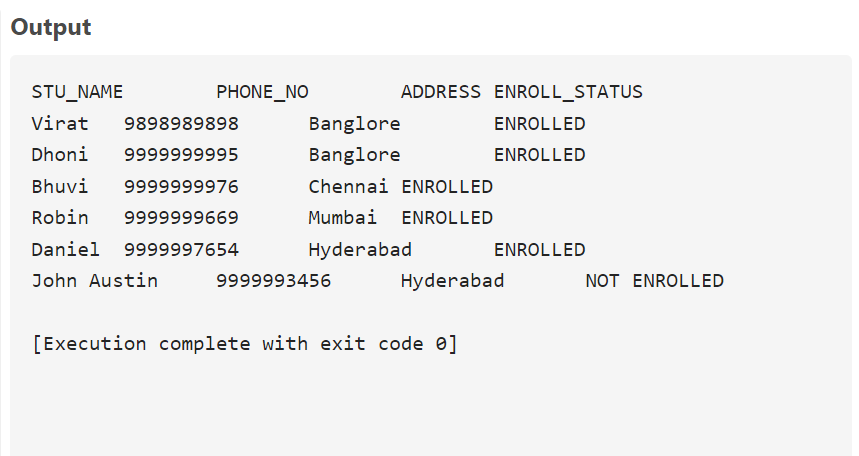 Output
STU_NAME PHONE_NO ADDRESS ENROLL_STATUS
Virat 9898989898 Banglore ENROLLED
Dhoni 9999999995 Banglore ENROLLED
Bhuvi 9999999976 Chennai ENROLLED
Robin 9999999669 Mumbai ENROLLED
Daniel 9999997654 Hyderabad ENROLLED
John Austin 9999993456 Hyderabad NOT ENROLLED
[Execution complete with exit code 0]